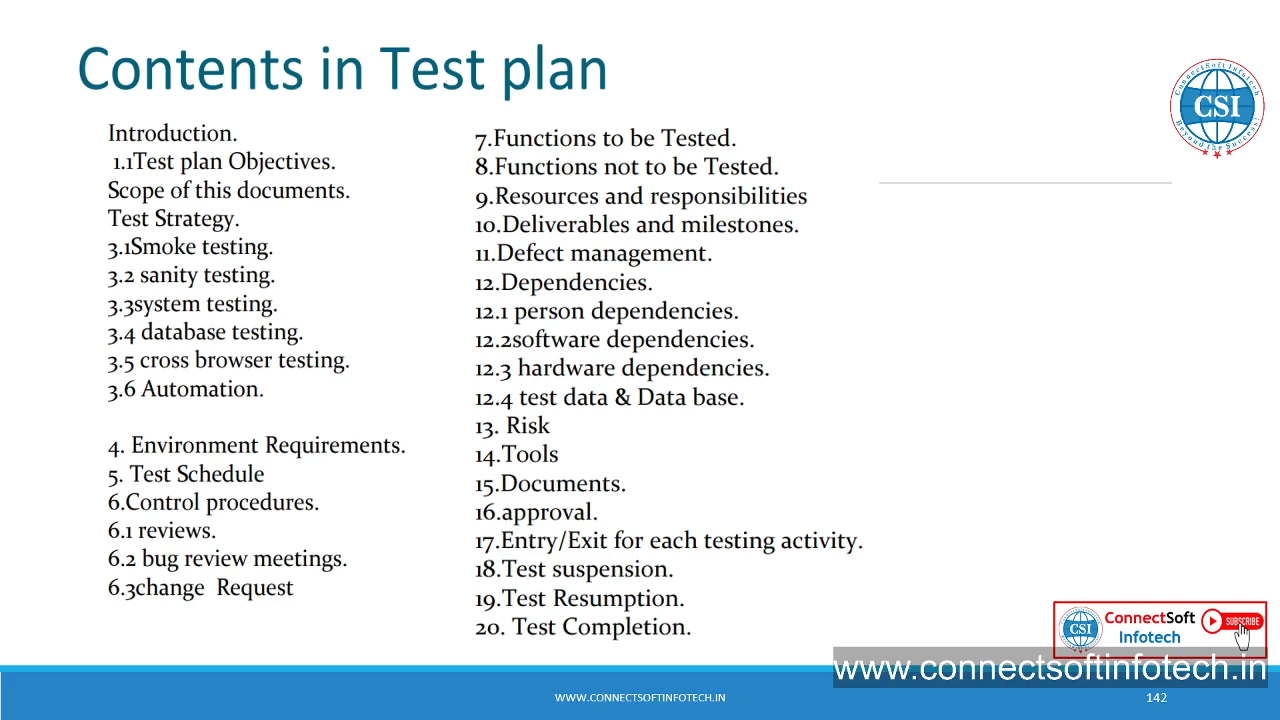 Contents in Test plan
Introduction.
1.1Test plan Objectives.
Scope of this documents.
Test Strategy.
3.1Smoke testing.
3.2 sanity testing.
3.3system testing.
3.4 database testing.
3.5 cross browser testing.
3.6 Automation.
4. Environment Requirements.
5. Test Schedule
6.Control procedures.
6.1 reviews.
6.2 bug review meetings.
6.3change Request
7.Functions to be Tested.
8.Functions not to be Tested.
9.Resources and responsibilities
10.Deliverables and milestones.
11.Defect management.
12.Dependencies.
12.1 person dependencies.
12.2software dependencies.
12.3 hardware dependencies.
12.4 test data & Data base.
13. Risk
14.Tools
15.Documents.
16.approval.
17.Entry/Exit for each testing activity.
18.Test suspension.
19.Test Resumption.
20. Test Completion.
ConnectSoft Infotech
CSI
Beyond the Success!
CSI
ConnectSoft
Infotech
SUBSCRIBE
www.connectsoftinfotech.in
WWW.CONNECTSOFTINFOTECH.IN
142